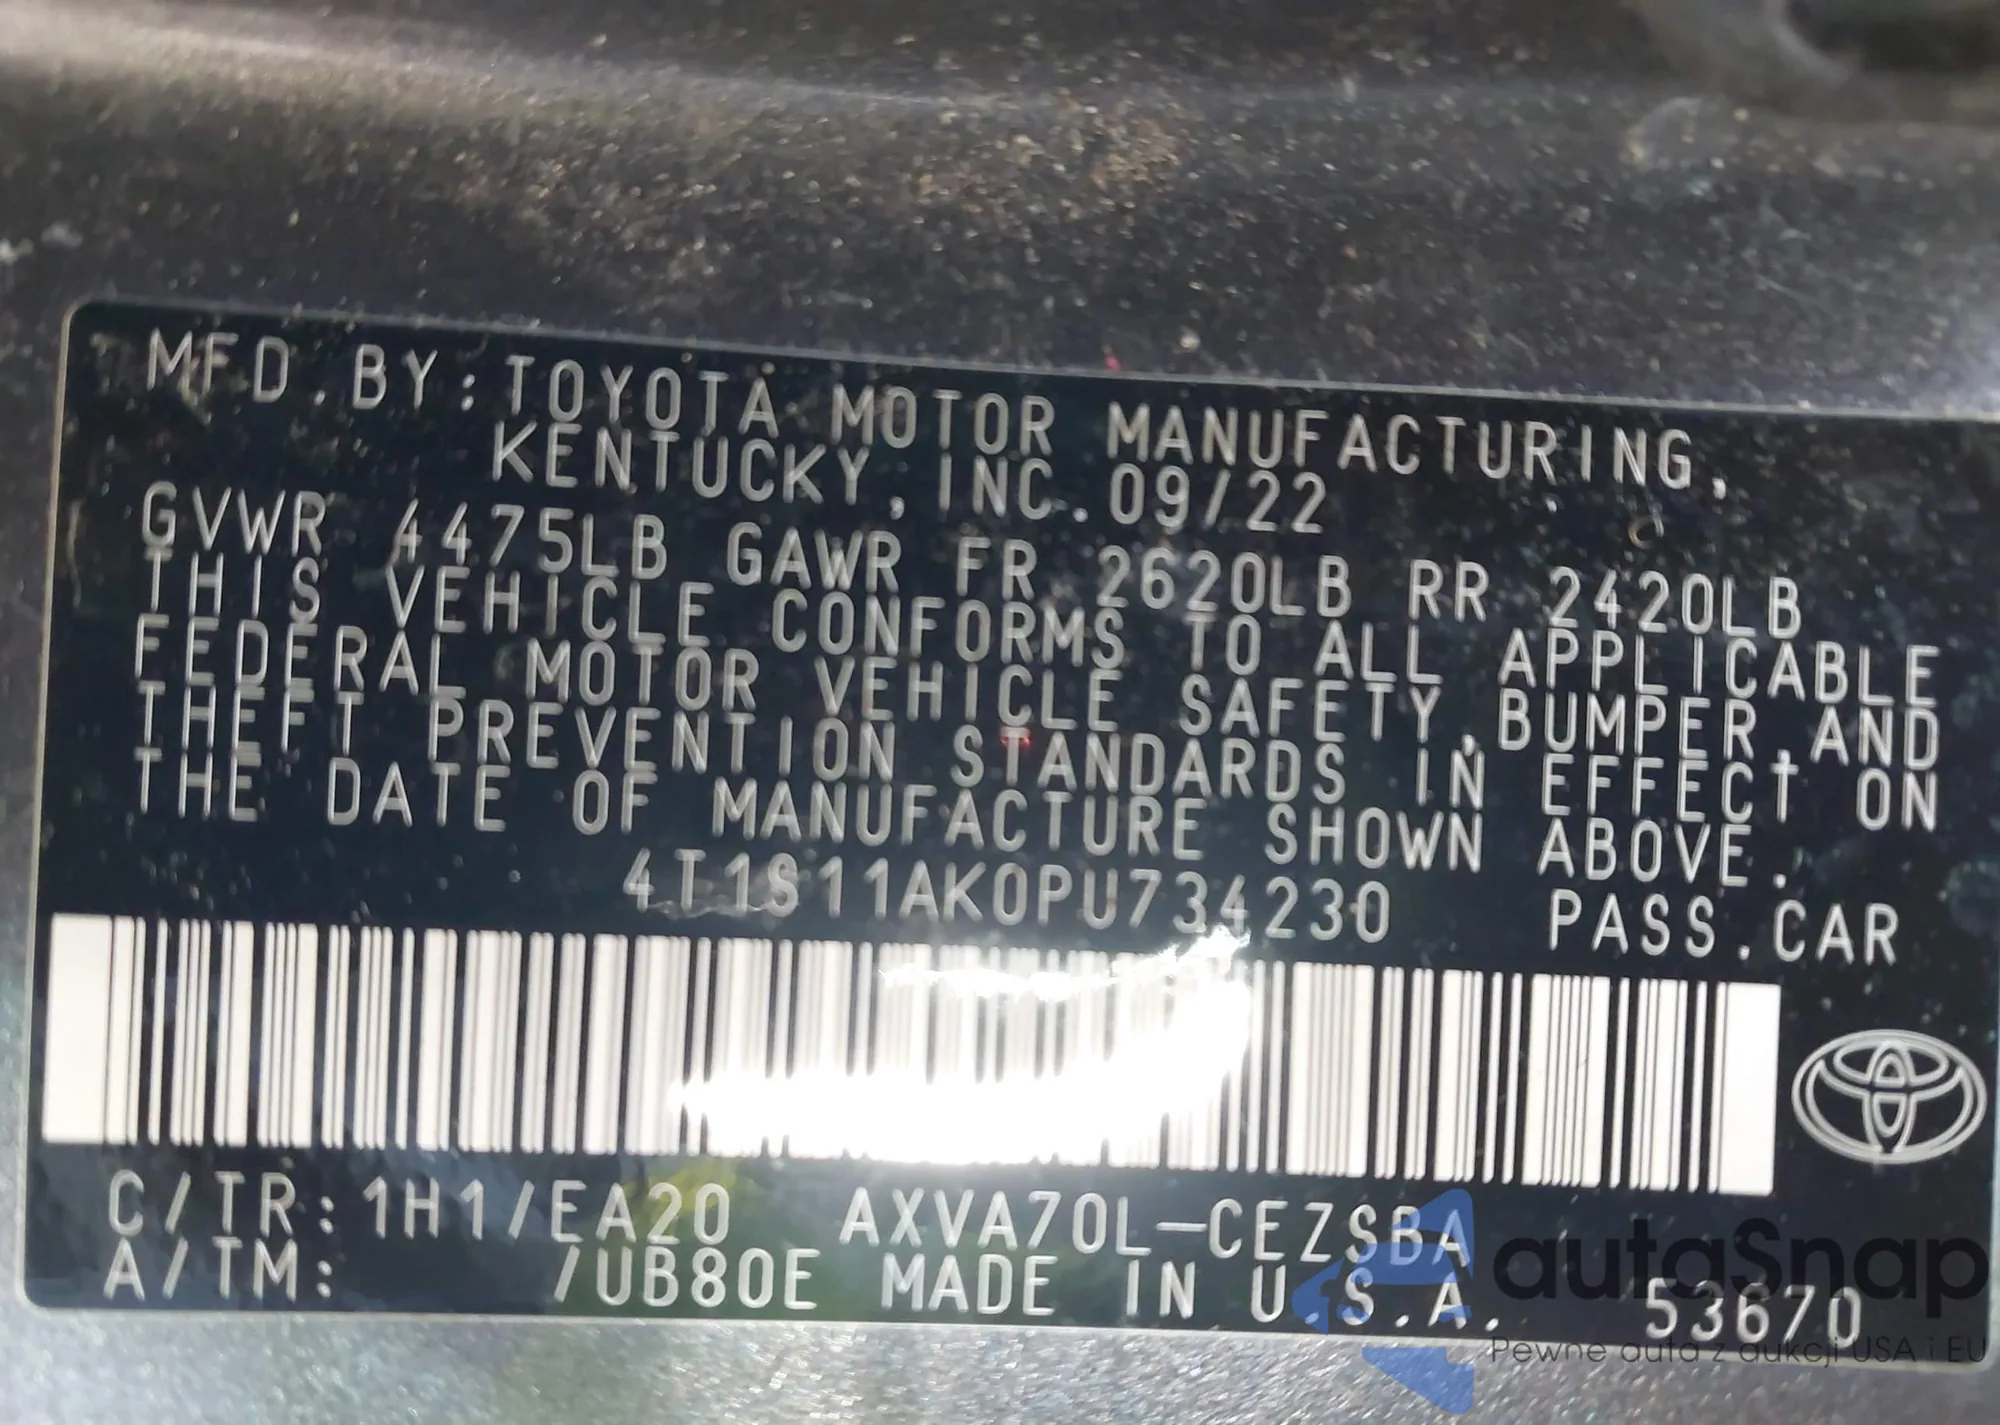 MFD.BY:TOYOTA MOTOR MANUFACTURING,
KENTUCKY, INC. 09/22
GVWR 4475LB GAWR FR 2620LB RR 2420LB
THIS VEHICLE CONFORMS TO ALL APPLICABLE
FEDERAL MOTOR VEHICLE SAFETY,BUMPER,AND
THEFT PREVENTION STANDARDS IN EFFECT ON
THE DATE OF MANUFACTURE SHOWN ABOVE.
4T1S11AK0PU734230 PASS.CAR
C/TR:1H1/EA20 AXVA70L-CEZSBA
A/TM: /UB80E MADE IN U.S.A. 53670
autoSnap
Pewne auta z aukcji USA i EU